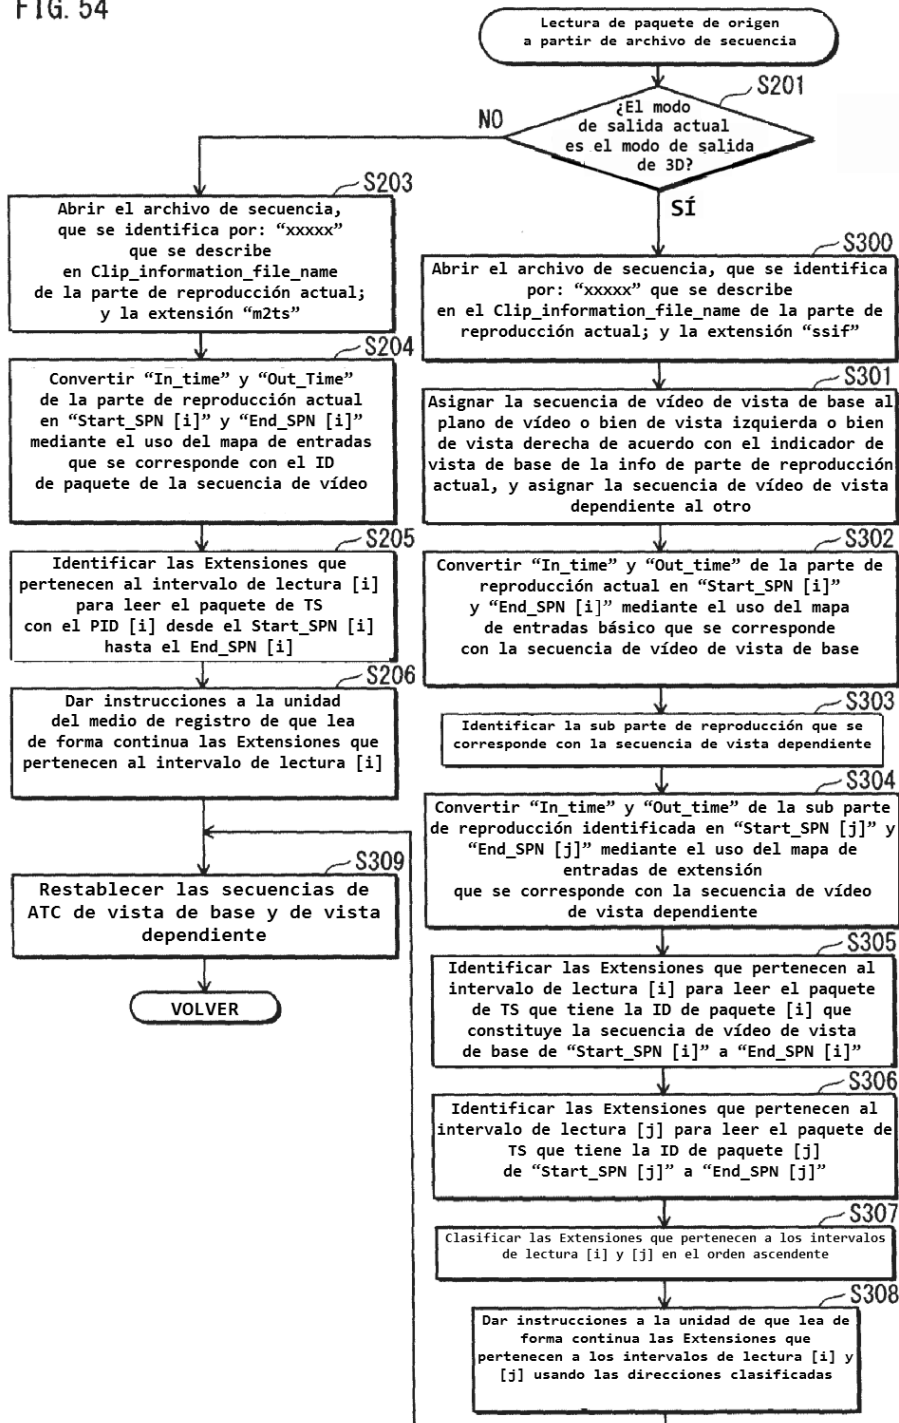 FIG. 54
Lectura de paquete de origen
a partir de archivo de secuencia
S201
¿El modo
de salida actual
es el modo de salida
de 3D?
NO
SÍ
S203
Abrir el archivo de secuencia,
que se identifica por: “xxxxx”
que se describe
en Clip_information_file_name
de la parte de reproducción actual;
y la extensión “m2ts”
S204
Convertir “In_time” y “Out_Time”
de la parte de reproducción actual
en “Start_SPN [i]” y “End_SPN [i]”
mediante el uso del mapa de entradas
que se corresponde con el ID
de paquete de la secuencia de vídeo
S205
Identificar las Extensiones que
pertenecen al intervalo de lectura [i]
para leer el paquete de TS
con el PID [i] desde el Start_SPN [i]
hasta el End_SPN [i]
S206
Dar instrucciones a la unidad
del medio de registro de que lea
de forma continua las Extensiones que
pertenecen al intervalo de lectura [i]
S309
Restablecer las secuencias de
ATC de vista de base y de vista
dependiente
VOLVER
S300
Abrir el archivo de secuencia, que se identifica
por: “xxxxx” que se describe
en el Clip_information_file_name de la parte de
reproducción actual; y la extensión “ssif”
S301
Asignar la secuencia de vídeo de vista de base al
plano de vídeo o bien de vista izquierda o bien
de vista derecha de acuerdo con el indicador de
vista de base de la info de parte de reproducción
actual, y asignar la secuencia de vídeo de vista
dependiente al otro
S302
Convertir “In_time” y “Out_time” de la parte de
reproducción actual en “Start_SPN [i]”
y “End_SPN [i]” mediante el uso del mapa
de entradas básico que se corresponde
con la secuencia de vídeo de vista de base
S303
Identificar la sub parte de reproducción que se
corresponde con la secuencia de vista dependiente
S304
Convertir “In_time” y “Out_time” de la sub parte
de reproducción identificada en “Start_SPN [j]” y
“End_SPN [j]” mediante el uso del mapa de
entradas de extensión
que se corresponde con la secuencia de vídeo
de vista dependiente
S305
Identificar las Extensiones que pertenecen al
intervalo de lectura [i] para leer el paquete
de TS que tiene la ID de paquete [i] que
constituye la secuencia de vídeo de vista
de base de “Start_SPN [i]” a “End_SPN [i]”
S306
Identificar las Extensiones que pertenecen al
intervalo de lectura [j] para leer el paquete de
TS que tiene la ID de paquete [j]
de “Start_SPN [j]” a “End_SPN [j]”
S307
Clasificar las Extensiones que pertenecen a los intervalos
de lectura [i] y [j] en el orden ascendente
S308
Dar instrucciones a la unidad de que lea de
forma continua las Extensiones que
pertenecen a los intervalos de lectura [i] y
[j] usando las direcciones clasificadas